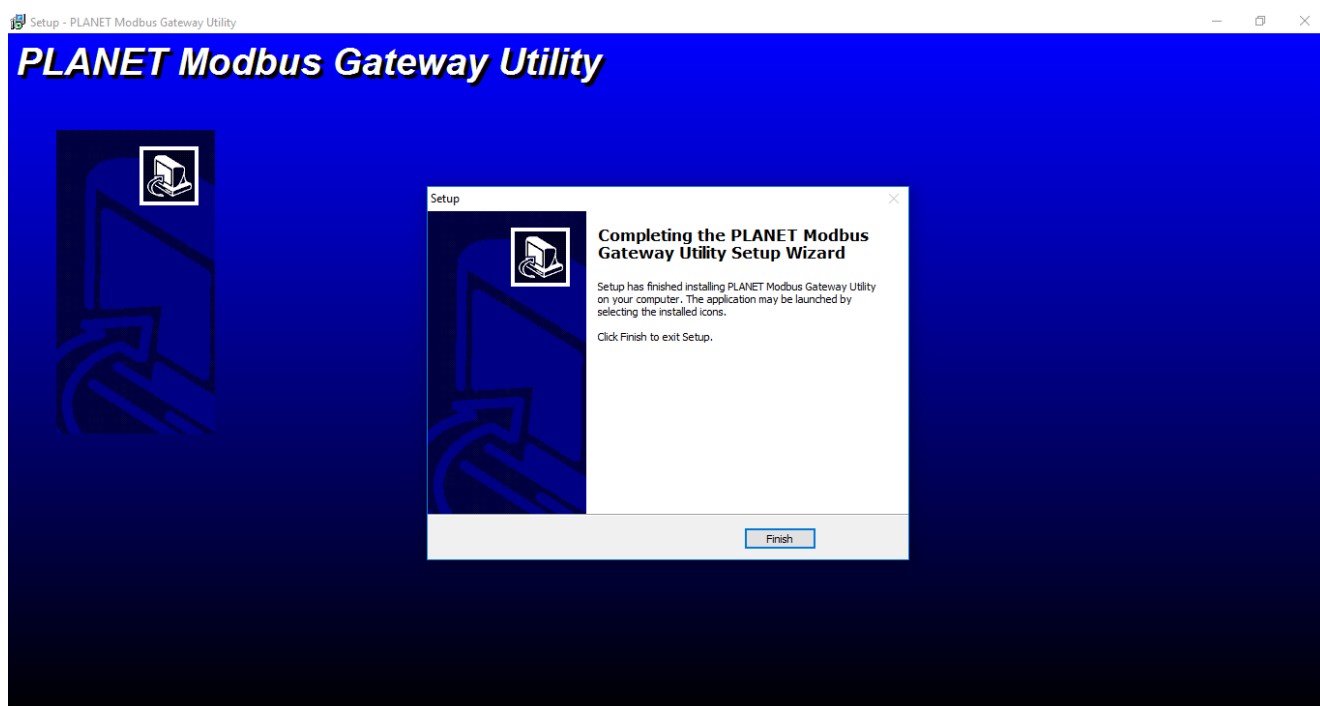 Setup - PLANET Modbus Gateway Utility
PLANET Modbus Gateway Utility
Setup
Completing the PLANET Modbus
Gateway Utility Setup Wizard
Setup has finished installing PLANET Modbus Gateway Utility
on your computer. The application may be launched by
selecting the installed icons.
Click Finish to exit Setup.
Finish